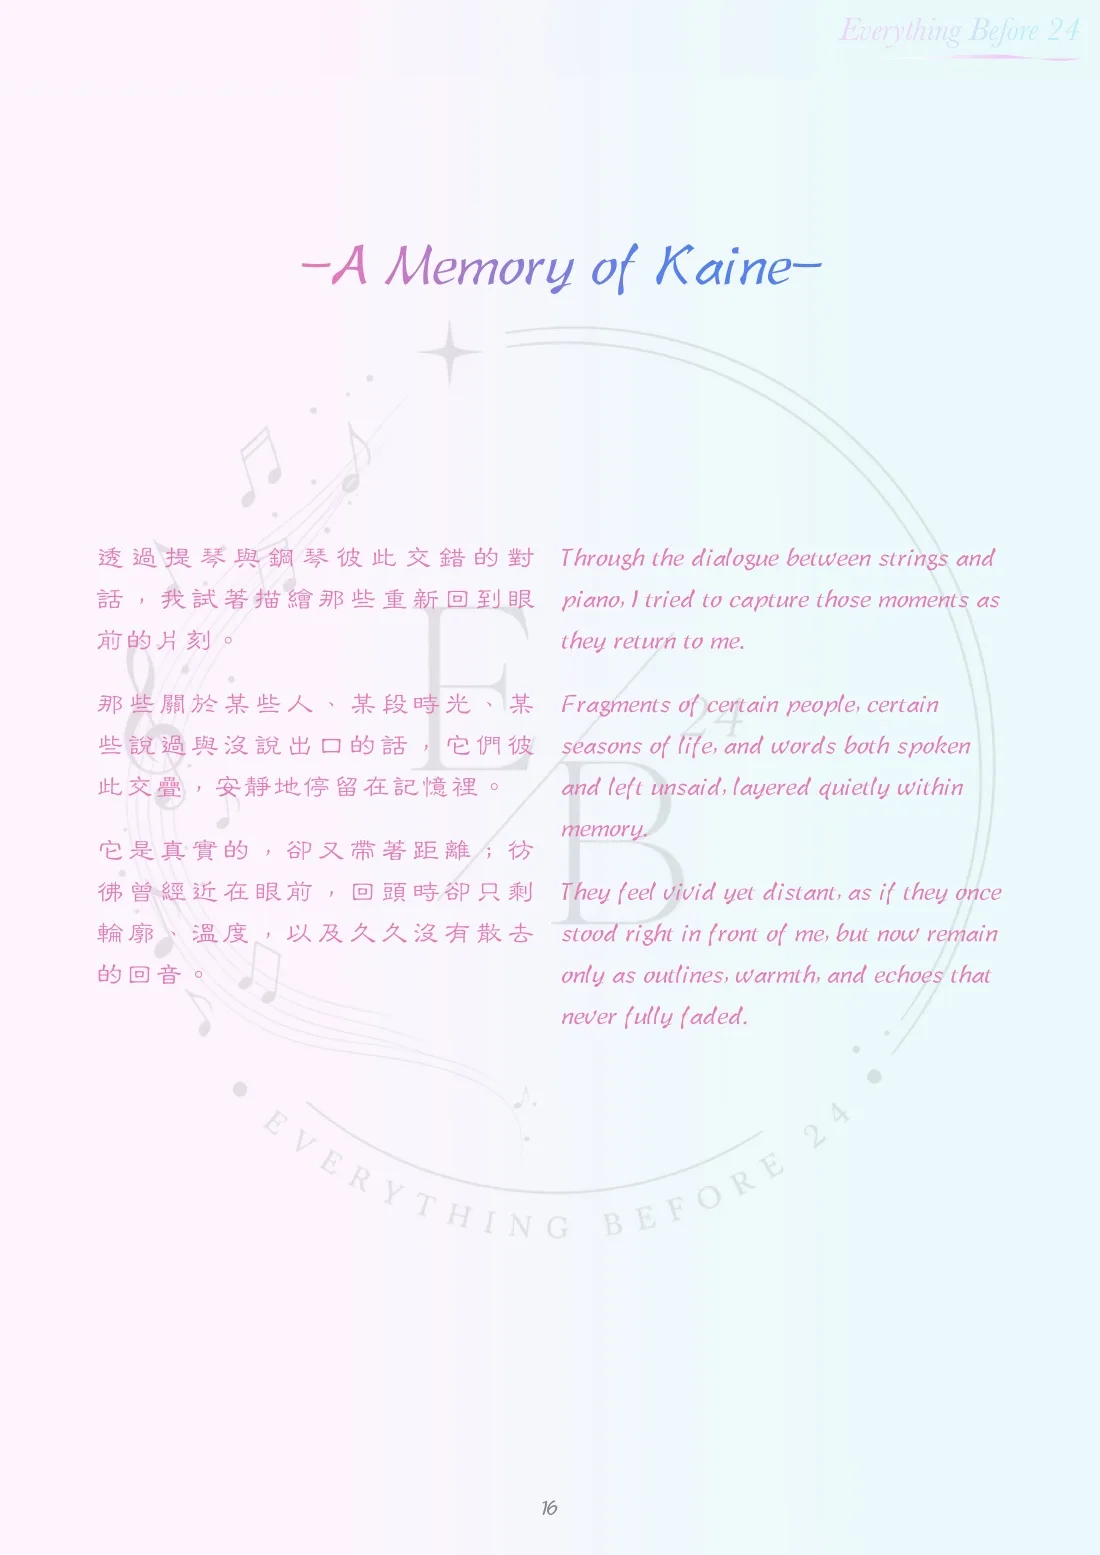 Everything Before 24
—A Memory of Kaine—
透過提琴與鋼琴彼此交錯的對
話，我試著描繪那些重新回到眼
前的片刻。
那些關於某些人、某段時光、某
些說過與沒說出口的話，它們彼
此交疊，安靜地停留在記憶裡。
它是真實的，卻又帶著距離；彷
彿曾經近在眼前，回頭時卻只剩
輪廓、溫度，以及久久沒有散去
的回音。
Through the dialogue between strings and
piano, I tried to capture those moments as
they return to me.
Fragments of certain people, certain
seasons of life, and words both spoken
and left unsaid, layered quietly within
memory.
They feel vivid yet distant, as if they once
stood right in front of me, but now remain
only as outlines, warmth, and echoes that
never fully faded.
E
24
B
EVERYTHING BEFORE 24
16